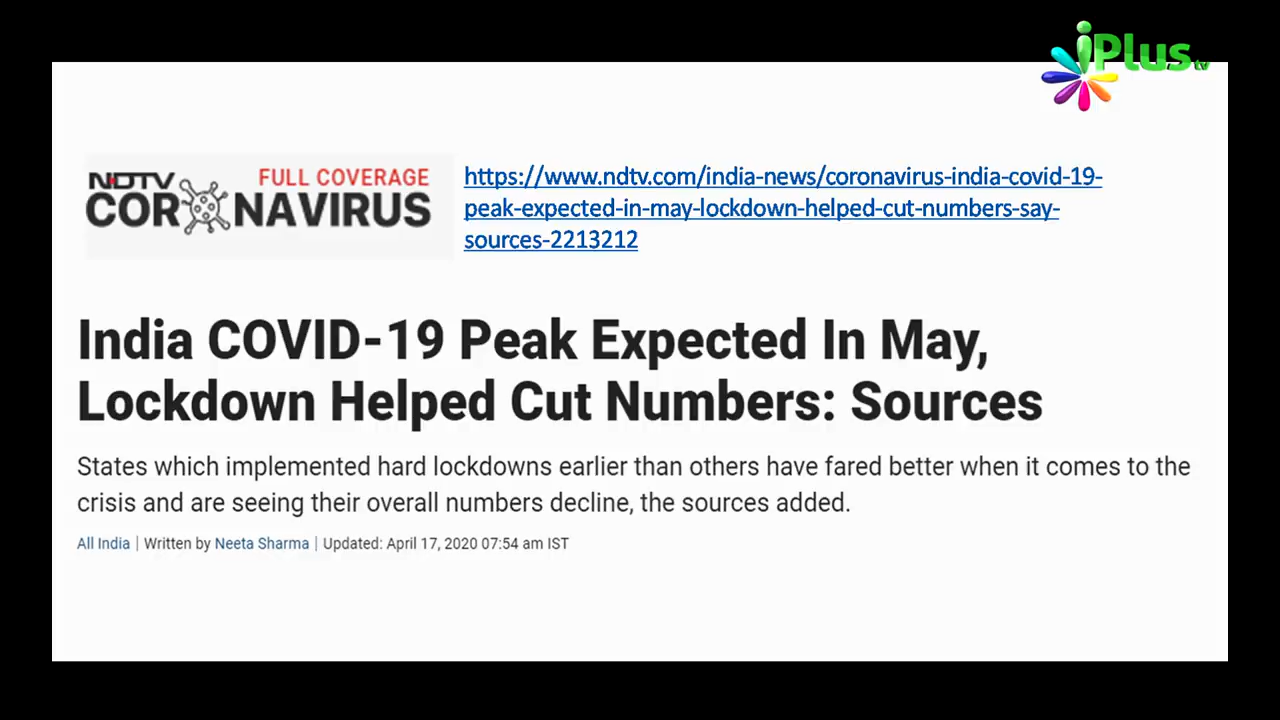 iPlus tv
NDTV
FULL COVERAGE
CORONAVIRUS
https://www.ndtv.com/india-news/coronavirus-india-covid-19-
peak-expected-in-may-lockdown-helped-cut-numbers-say-
sources-2213212
India COVID-19 Peak Expected In May,
Lockdown Helped Cut Numbers: Sources
States which implemented hard lockdowns earlier than others have fared better when it comes to the
crisis and are seeing their overall numbers decline, the sources added.
All India | Written by Neeta Sharma | Updated: April 17, 2020 07:54 am IST